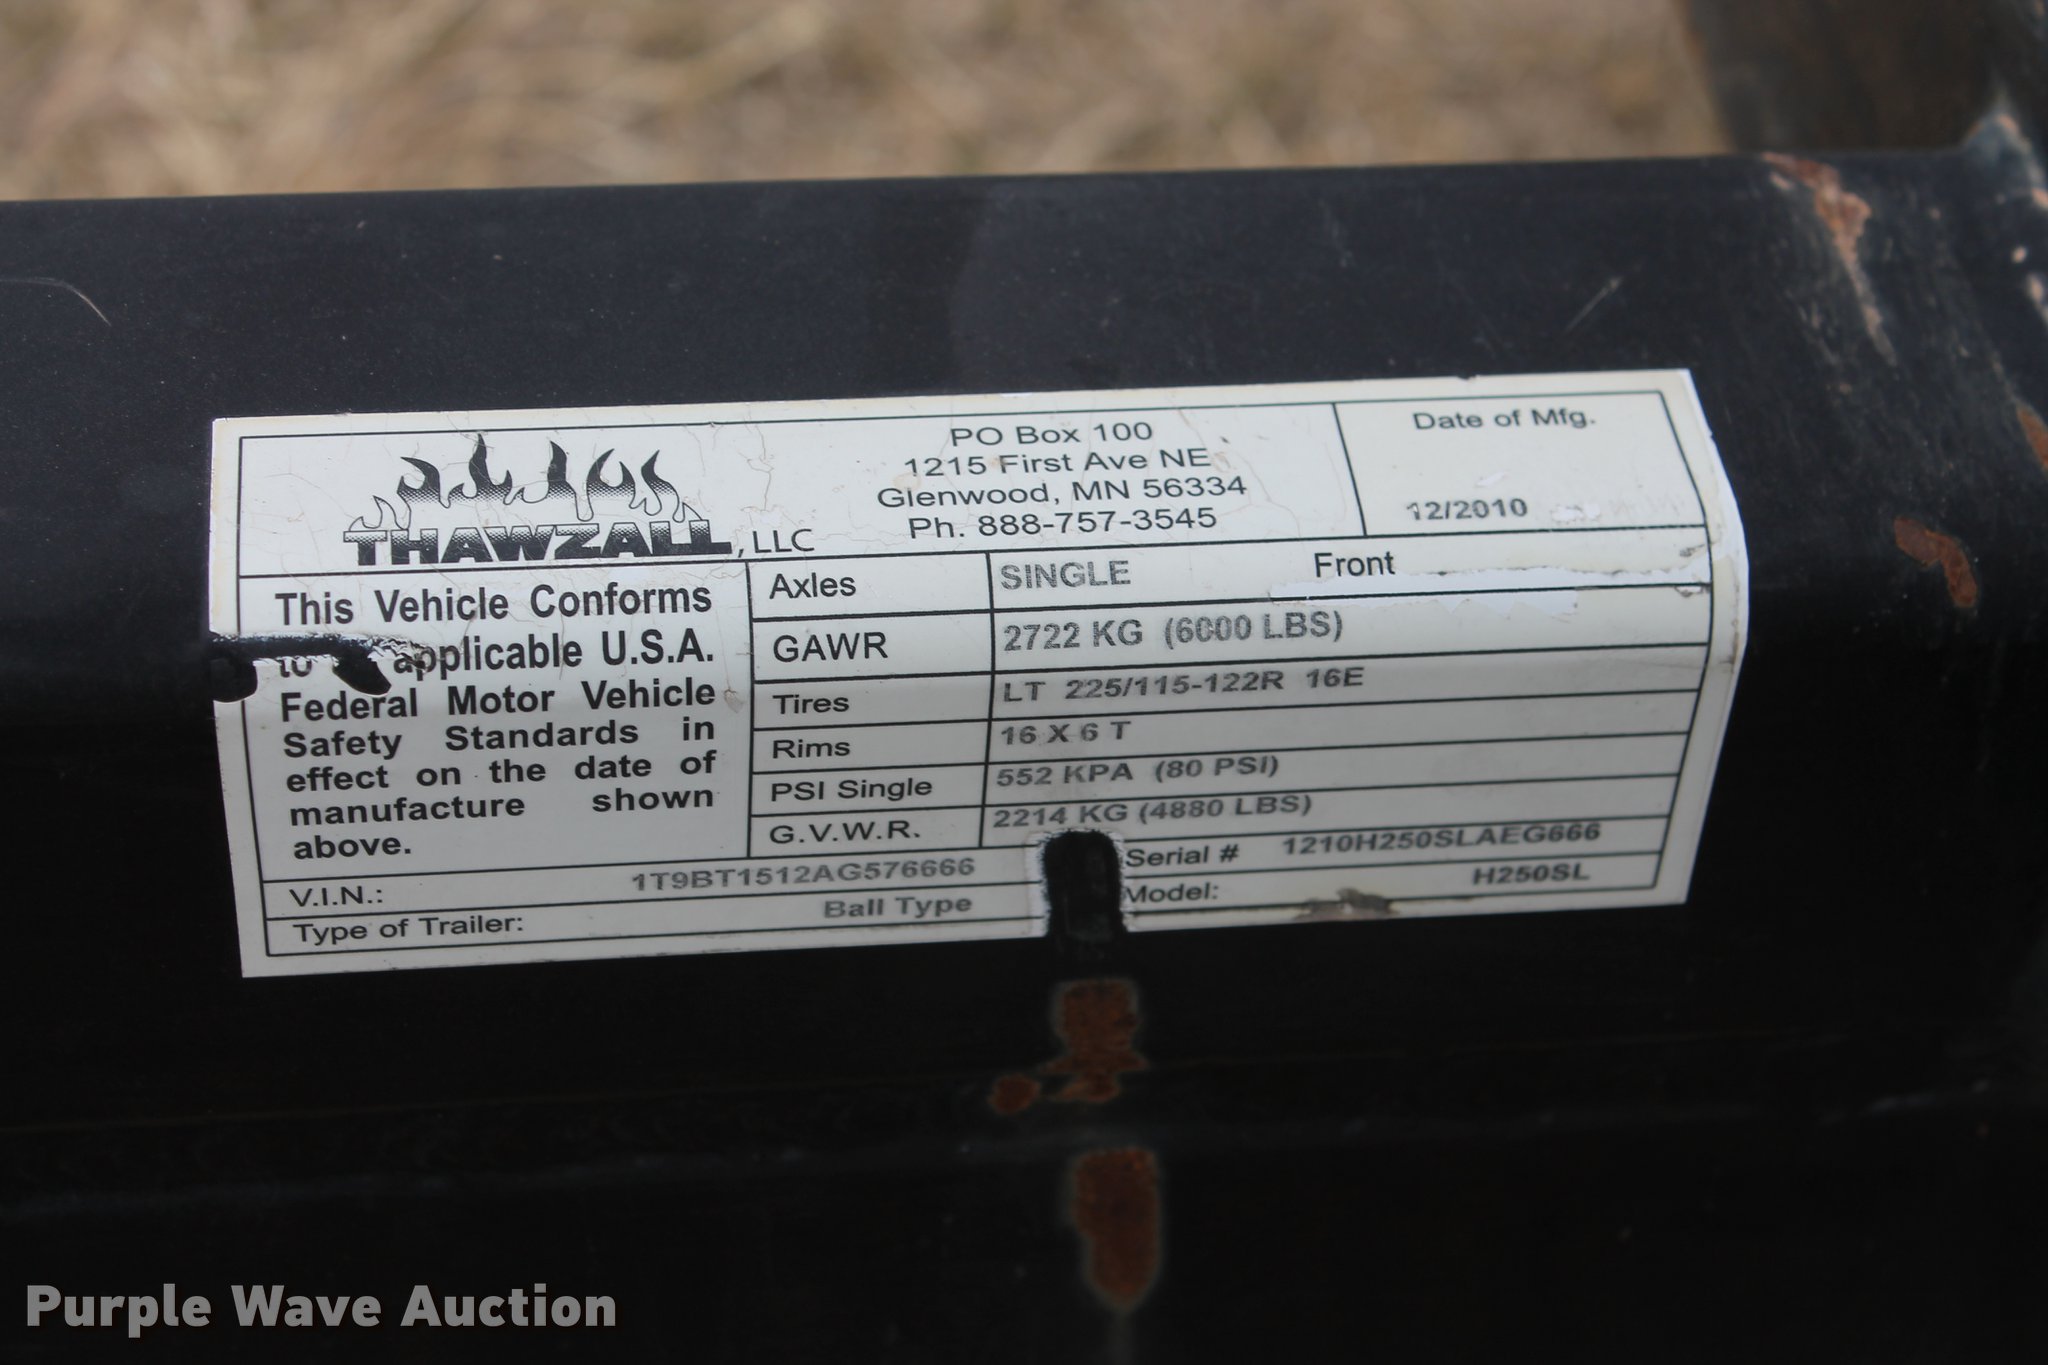 THAWZALL, LLC
PO Box 100
1215 First Ave NE
Glenwood, MN 56334
Ph. 888-757-3545
Date of Mfg.
12/2010
This Vehicle Conforms
to applicable U.S.A.
Federal Motor Vehicle
Safety Standards in
effect on the date of
manufacture shown
above.
Axles SINGLE Front
GAWR 2722 KG (6000 LBS)
Tires LT 225/115-122R 16E
Rims 16 X 6 T
PSI Single 552 KPA (80 PSI)
G.V.W.R. 2214 KG (4880 LBS)
V.I.N.: 1T9BT1512AG576666 Serial # 1210H250SLAEG666
Type of Trailer: Ball Type Model: H250SL
Purple Wave Auction